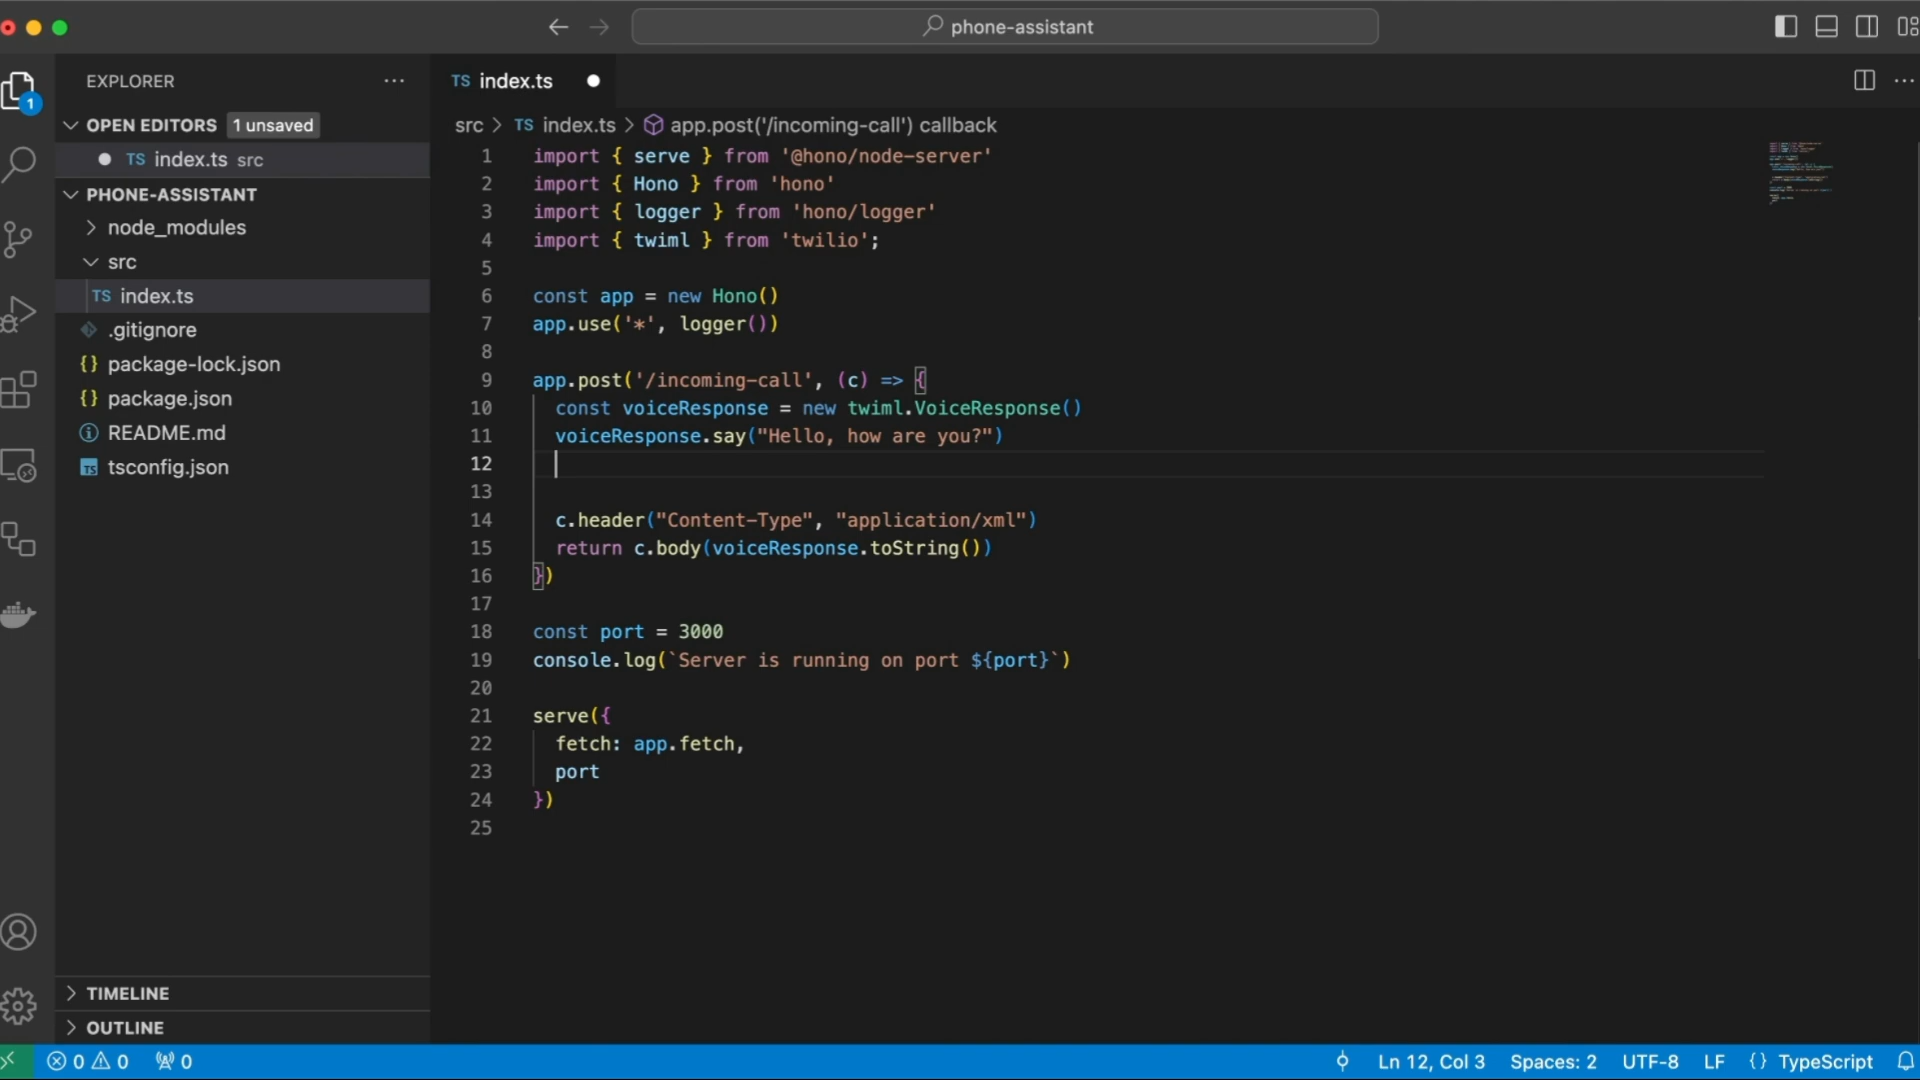 phone-assistant
EXPLORER
TS index.ts
1
OPEN EDITORS 1 unsaved
TS index.ts src
PHONE-ASSISTANT
node_modules
src
TS index.ts
.gitignore
{} package-lock.json
{} package.json
README.md
TS tsconfig.json
TIMELINE
OUTLINE
src > TS index.ts > app.post('/incoming-call') callback
1 import { serve } from '@hono/node-server'
2 import { Hono } from 'hono'
3 import { logger } from 'hono/logger'
4 import { twiml } from 'twilio';
5
6 const app = new Hono()
7 app.use('*', logger())
8
9 app.post('/incoming-call', (c) => {
10 const voiceResponse = new twiml.VoiceResponse()
11 voiceResponse.say("Hello, how are you?")
12
13
14 c.header("Content-Type", "application/xml")
15 return c.body(voiceResponse.toString())
16 })
17
18 const port = 3000
19 console.log(`Server is running on port ${port}`)
20
21 serve({
22 fetch: app.fetch,
23 port
24 })
25
0 0 0 Ln 12, Col 3 Spaces: 2 UTF-8 LF {} TypeScript